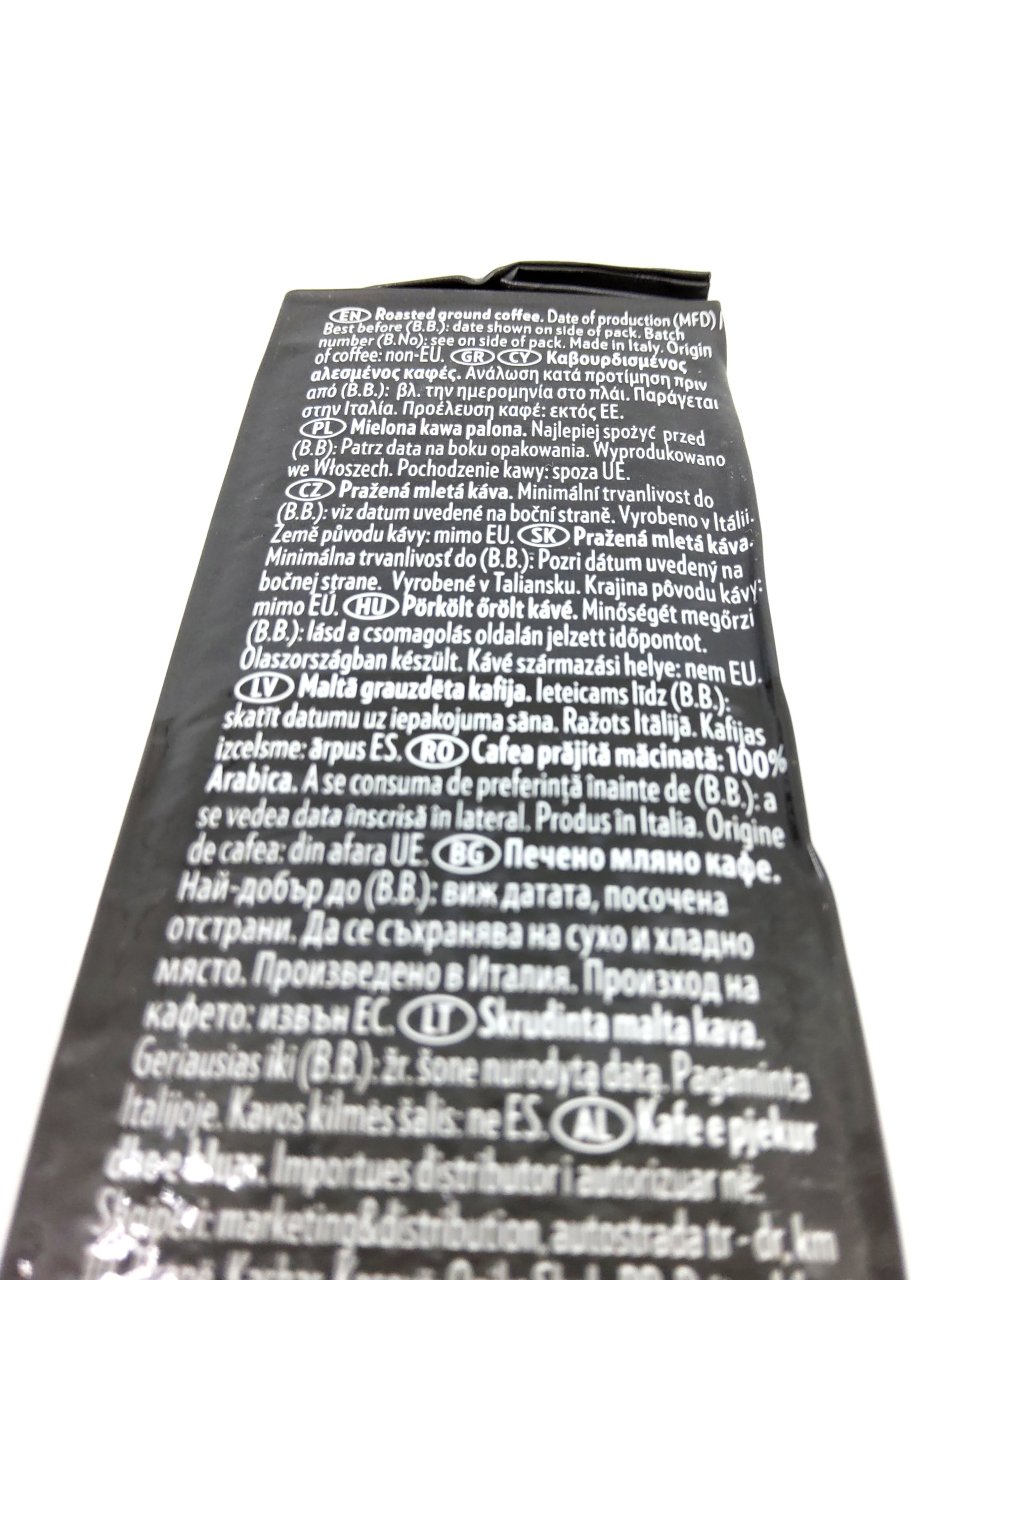 EN Roasted ground coffee. Date of production (MFD) /
Best before (B.B.): date shown on side of pack. Batch
number (B.No): see on side of pack. Made in Italy. Origin
of coffee: non-EU. GR CY Καβουρδισμένος
αλεσμένος καφές. Ανάλωση κατά προτίμηση πριν
από (B.B.): βλ. την ημερομηνία στο πλάι. Παράγεται
στην Ιταλία. Προέλευση καφέ: εκτός ΕΕ.
PL Mielona kawa palona. Najlepiej spożyć przed
(B.B): Patrz data na boku opakowania. Wyprodukowano
we Włoszech. Pochodzenie kawy: spoza UE.
CZ Pražená mletá káva. Minimální trvanlivost do
(B.B.): viz datum uvedené na boční straně. Vyrobeno v Itálii.
Země původu kávy: mimo EU. SK Pražená mletá káva.
Minimálna trvanlivosť do (B.B.): Pozri dátum uvedený na
bočnej strane. Vyrobené v Taliansku. Krajina pôvodu kávy:
mimo EÚ. HU Pörkölt őrölt kávé. Minőségét megőrzi
(B.B.): lásd a csomagolás oldalán jelzett időpontot.
Olaszországban készült. Kávé származási helye: nem EU.
LV Maltā grauzdēta kafija. Ieteicams līdz (B.B.):
skatīt datumu uz iepakojuma sāna. Ražots Itālijā. Kafijas
izcelsme: ārpus ES. RO Cafea prăjită măcinată: 100%
Arabica. A se consuma de preferință înainte de (B.B.): a
se vedea data înscrisă în lateral. Produs în Italia. Origine
de cafea: din afara UE. BG Печено мляно кафе.
Най-добър до (B.B.): виж датата, посочена
отстрани. Да се съхранява на сухо и хладно
място. Произведено в Италия. Произход на
кафето: извън ЕС. LT Skrudinta malta kava.
Geriausias iki (B.B.): žr. šone nurodytą datą. Pagaminta
Italijoje. Kavos kilmės šalis: ne ES. AL Kafe e pjekur
dhe e bluar. Importues distributor i autorizuar në:
marketing&distribution, autostrada tr - dr, km